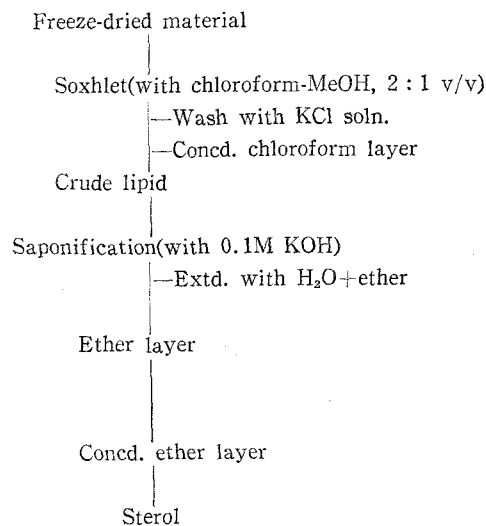 Freeze-dried material
Soxhlet(with chloroform-MeOH, 2 : 1 v/v)
—Wash with KCl soln.
—Concd. chloroform layer
Crude lipid
Saponification(with 0.1M KOH)
—Extd. with H₂O+ether
Ether layer
Concd. ether layer
Sterol